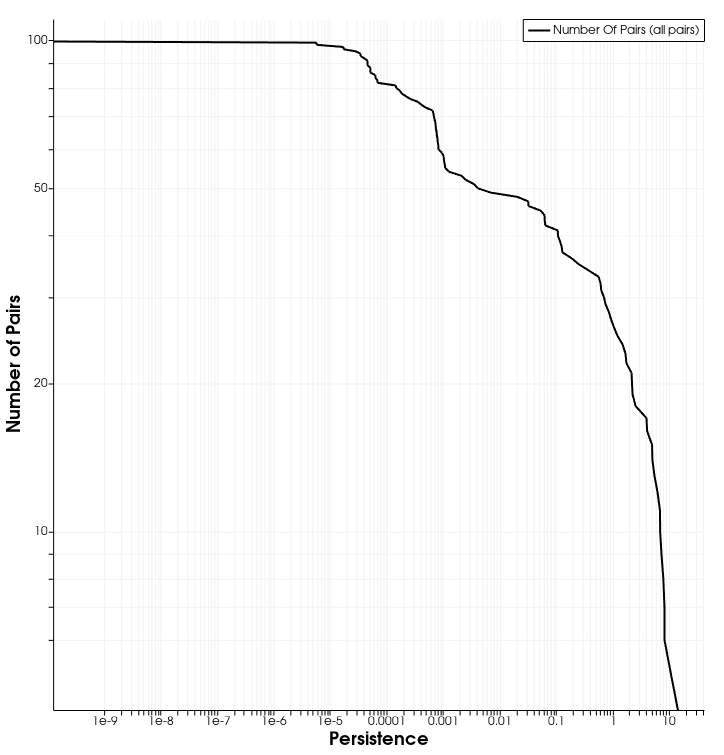 Number Of Pairs (all pairs)
100
50
30
20
10
Number of Pairs
1e-9 1e-8 1e-7 1e-6 1e-5 0.0001 0.001 0.01 0.1 1 10
Persistence